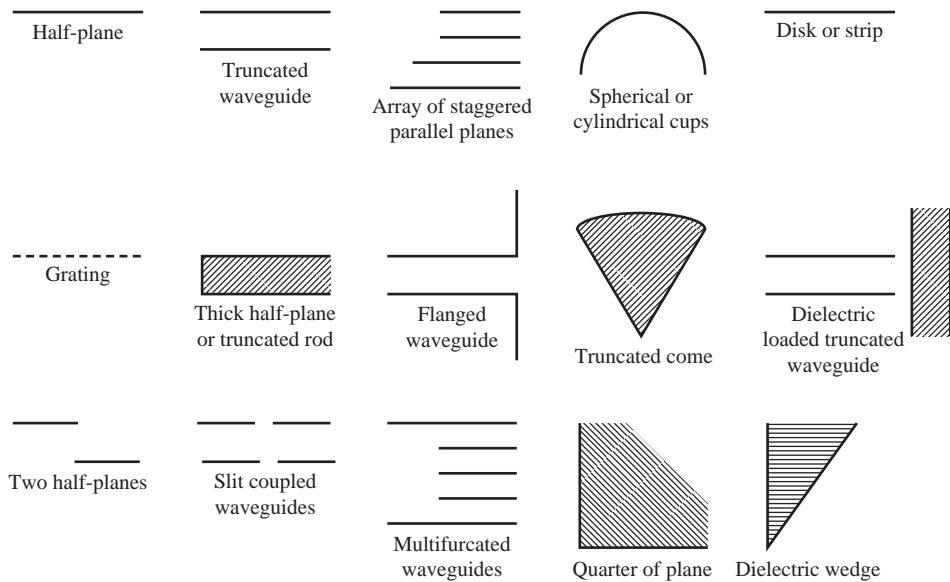 Half-plane
Truncated
waveguide
Array of staggered
parallel planes
Spherical or
cylindrical cups
Disk or strip
Grating
Thick half-plane
or truncated rod
Flanged
waveguide
Truncated come
Dielectric
loaded truncated
waveguide
Two half-planes
Slit coupled
waveguides
Multifurcated
waveguides
Quarter of plane
Dielectric wedge